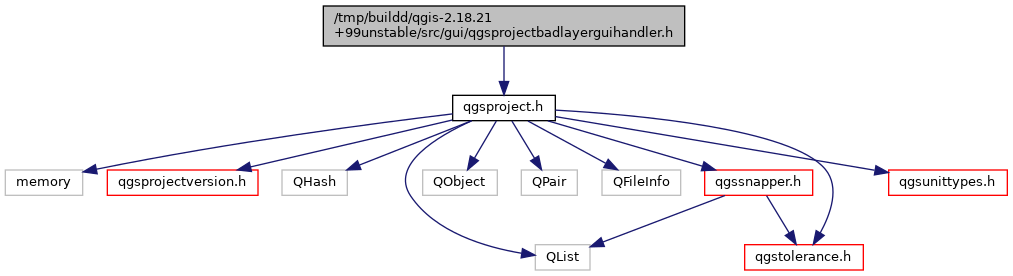 /tmp/buildd/qgis-2.18.21
+99unstable/src/gui/qgsprojectbadlayerguihandler.h
qgsproject.h
memory
qgsprojectversion.h
QHash
QObject
QPair
QFileInfo
qgssnapper.h
qgsunittypes.h
QList
qgstolerance.h